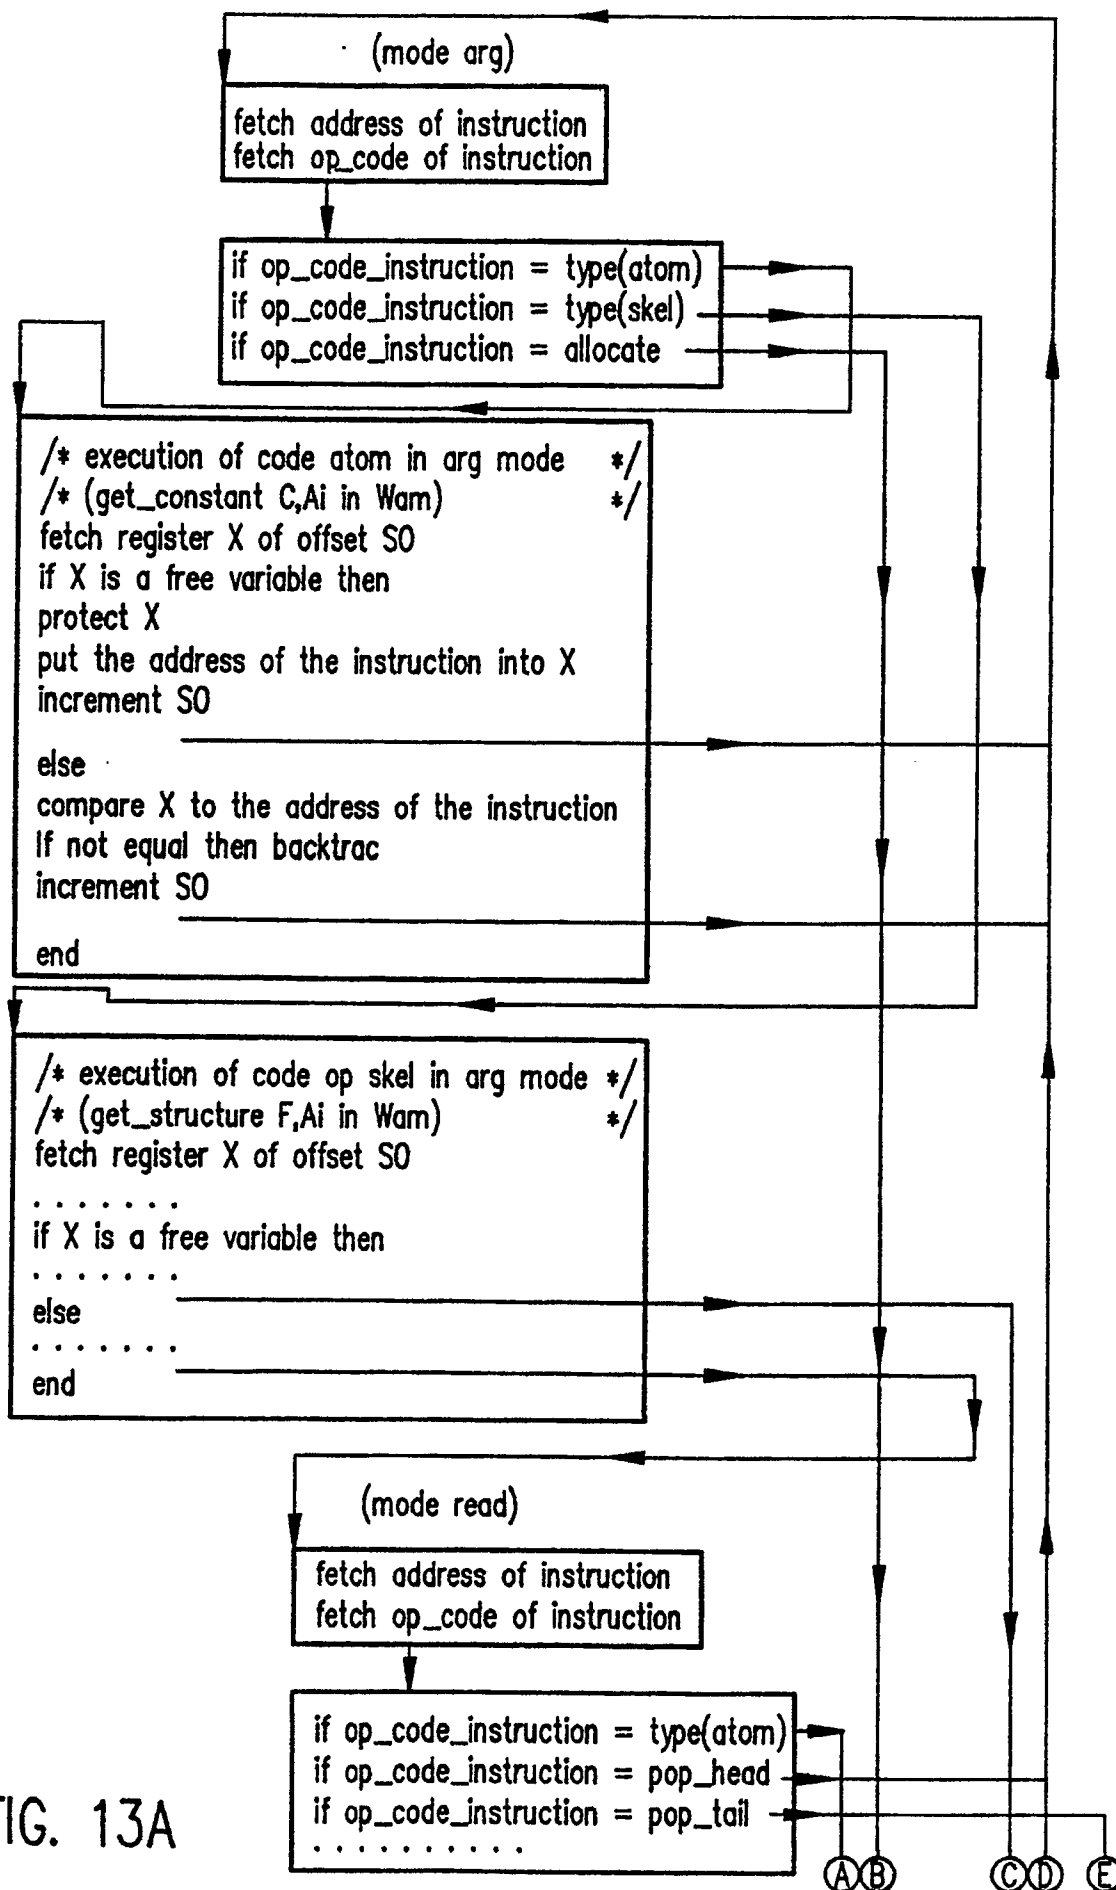 (mode arg)
fetch address of instruction
fetch op_code of instruction
if op_code_instruction = type(atom)
if op_code_instruction = type(skel)
if op_code_instruction = allocate
/* execution of code atom in arg mode */
/* (get_constant C,Ai in Wam) */
fetch register X of offset S0
if X is a free variable then
protect X
put the address of the instruction into X
increment S0
else
compare X to the address of the instruction
If not equal then backtrac
increment S0
end
/* execution of code op skel in arg mode */
/* (get_structure F,Ai in Wam) */
fetch register X of offset S0
. . . . . . .
if X is a free variable then
. . . . . . .
else
. . . . . . .
end
(mode read)
fetch address of instruction
fetch op_code of instruction
if op_code_instruction = type(atom)
if op_code_instruction = pop_head
if op_code_instruction = pop_tail
. . . . . . . . . .
IG. 13A
A B C D E